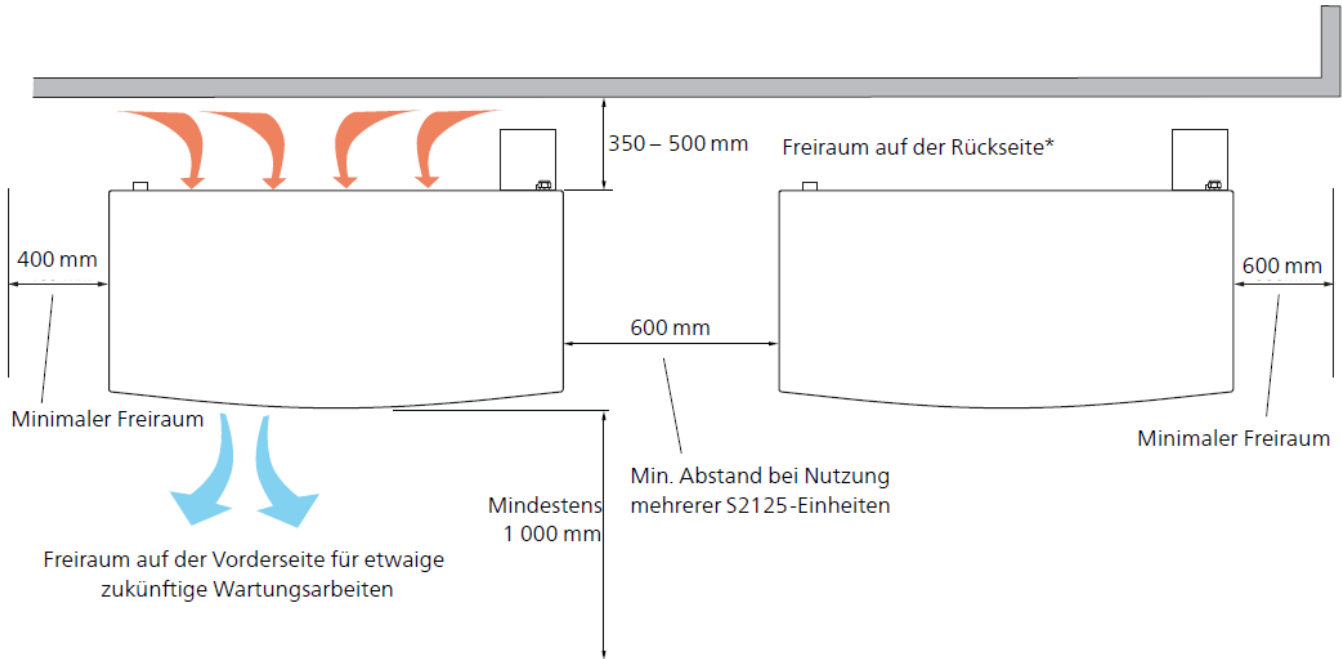 350 – 500 mm
Freiraum auf der Rückseite*
400 mm
600 mm
600 mm
Minimaler Freiraum
Minimaler Freiraum
Min. Abstand bei Nutzung
mehrerer S2125-Einheiten
Mindestens
1 000 mm
Freiraum auf der Vorderseite für etwaige
zukünftige Wartungsarbeiten